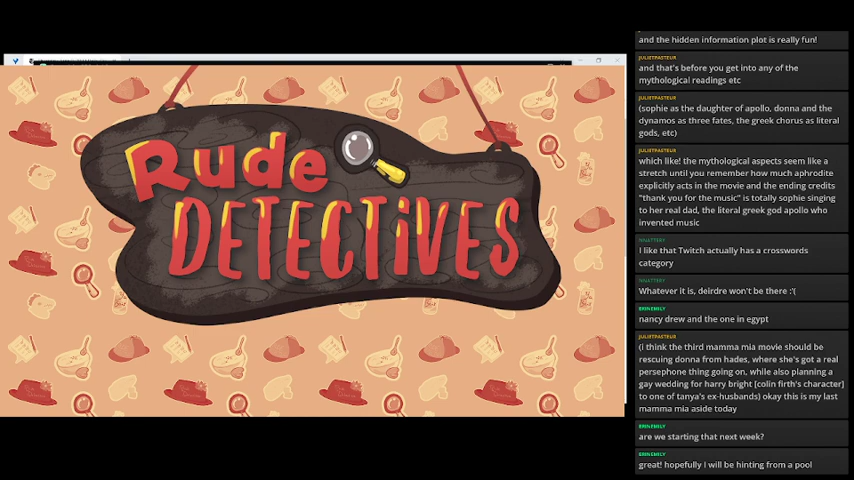 Rude
DETECTiVES
and the hidden information plot is really fun!
JULIETPASTEUR
and that's before you get into any of the
mythological readings etc
JULIETPASTEUR
(sophie as the daughter of apollo, donna and the
dynamos as three fates, the greek chorus as literal
gods, etc)
JULIETPASTEUR
which like! the mythological aspects seem like a
stretch until you remember how much aphrodite
explicitly acts in the movie and the ending credits
"thank you for the music" is totally sophie singing
to her real dad, the literal greek god apollo who
invented music
I like that Twitch actually has a crosswords
category
Whatever it is, deirdre won't be there :'(
ERINEMILY
nancy drew and the one in egypt
JULIETPASTEUR
(i think the third mamma mia movie should be
rescuing donna from hades, where she's got a real
persephone thing going on, while also planning a
gay wedding for harry bright [colin firth's character]
to one of tanya's ex-husbands) okay this is my last
mamma mia aside today
ERINEMILY
are we starting that next week?
ERINEMILY
great! hopefully I will be hinting from a pool